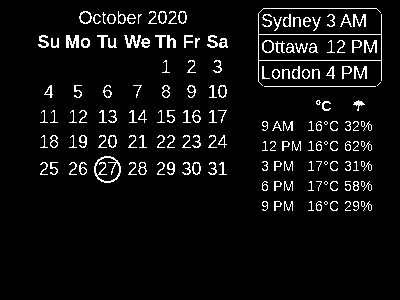 October 2020
Su Mo Tu We Th Fr Sa
1 2 3
4 5 6 7 8 9 10
11 12 13 14 15 16 17
18 19 20 21 22 23 24
25 26 27 28 29 30 31
Sydney 3 AM
Ottawa 12 PM
London 4 PM
°C ☂
9 AM 16°C 32%
12 PM 16°C 62%
3 PM 17°C 31%
6 PM 17°C 58%
9 PM 16°C 29%